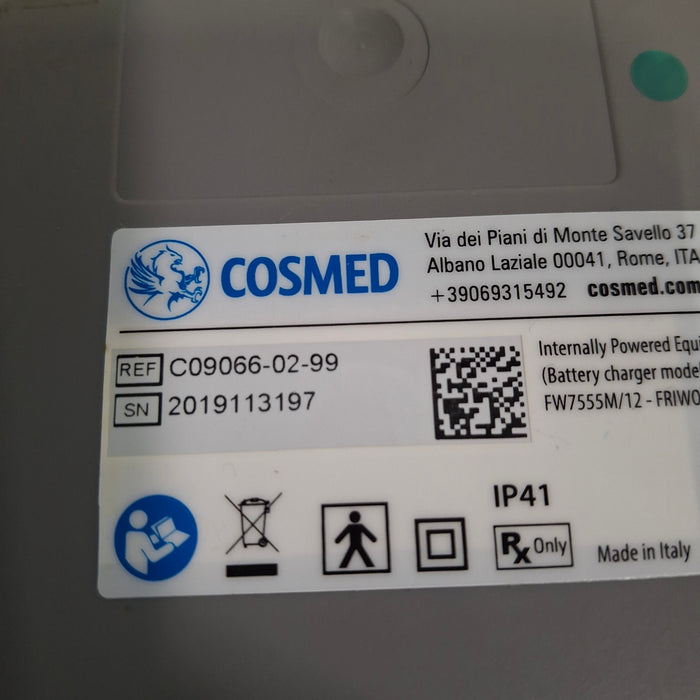 COSMED
Via dei Piani di Monte Savello 37
Albano Laziale 00041, Rome, ITA
+39069315492 cosmed.com
REF C09066-02-99
SN 2019113197
Internally Powered Equi
(Battery charger model
FW7555M/12 - FRIWO
IP41
Rx Only
Made in Italy